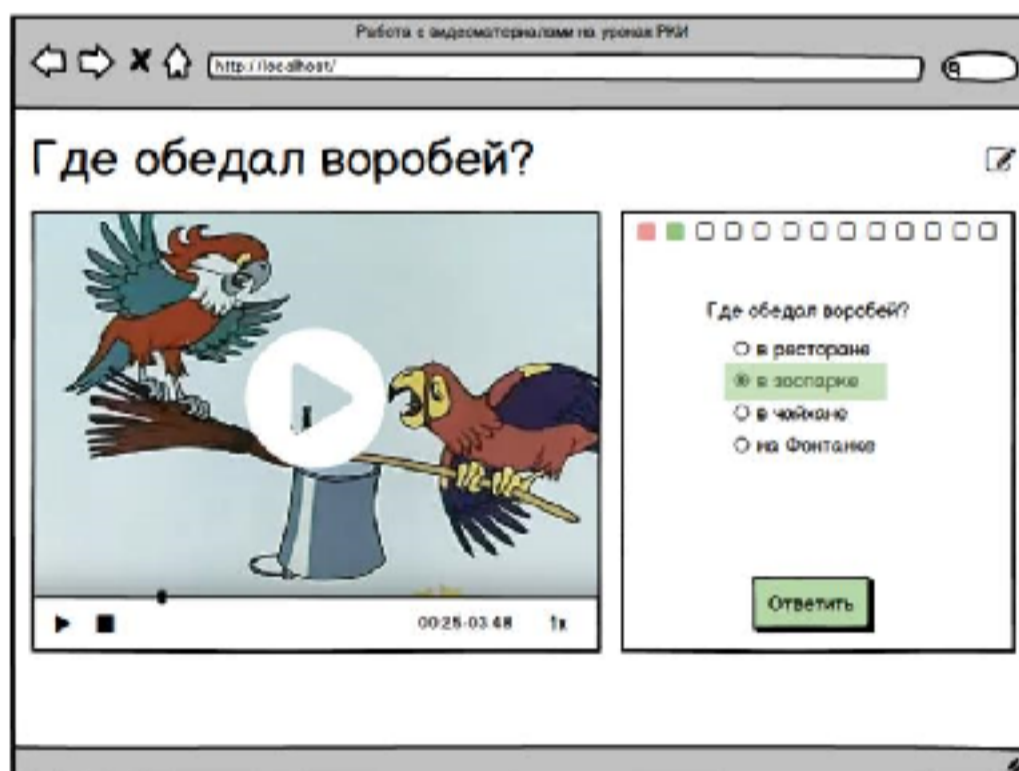 Работа с видеоматериалами на уроках РКИ
http://localhost/
Где обедал воробей?
Где обедал воробей?
в ресторане
в зоопарке
в чайхане
на Фонтанке
00:25-03:48
1x
Ответить